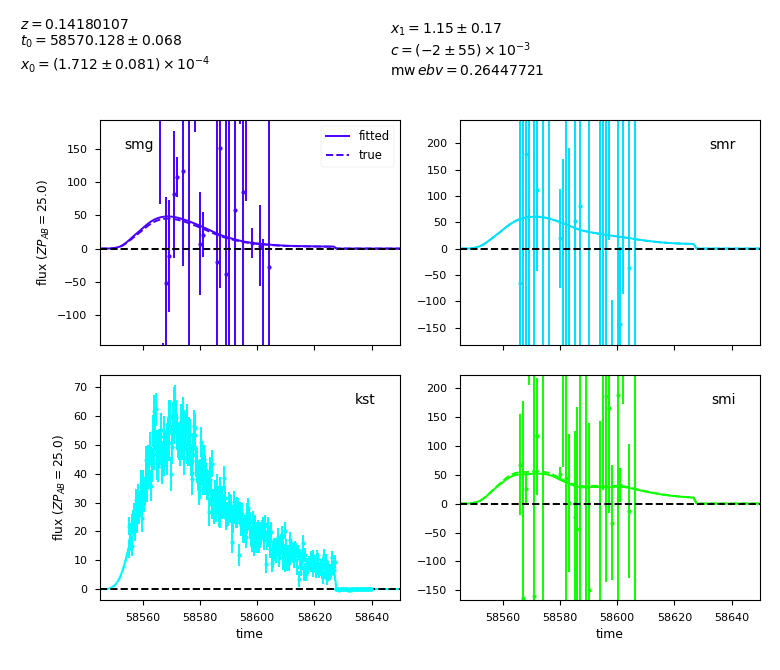 z = 0.14180107
t₀ = 58570.128 ± 0.068
x₀ = (1.712 ± 0.081) × 10⁻⁴
x₁ = 1.15 ± 0.17
c = (−2 ± 55) × 10⁻³
mw ebv = 0.26447721
smg
fitted
true
flux (ZP_AB = 25.0)
150
100
50
0
−50
−100
smr
200
150
100
50
0
−50
−100
−150
kst
flux (ZP_AB = 25.0)
70
60
50
40
30
20
10
0
58560 58580 58600 58620 58640
time
smi
200
150
100
50
0
−50
−100
−150
58560 58580 58600 58620 58640
time